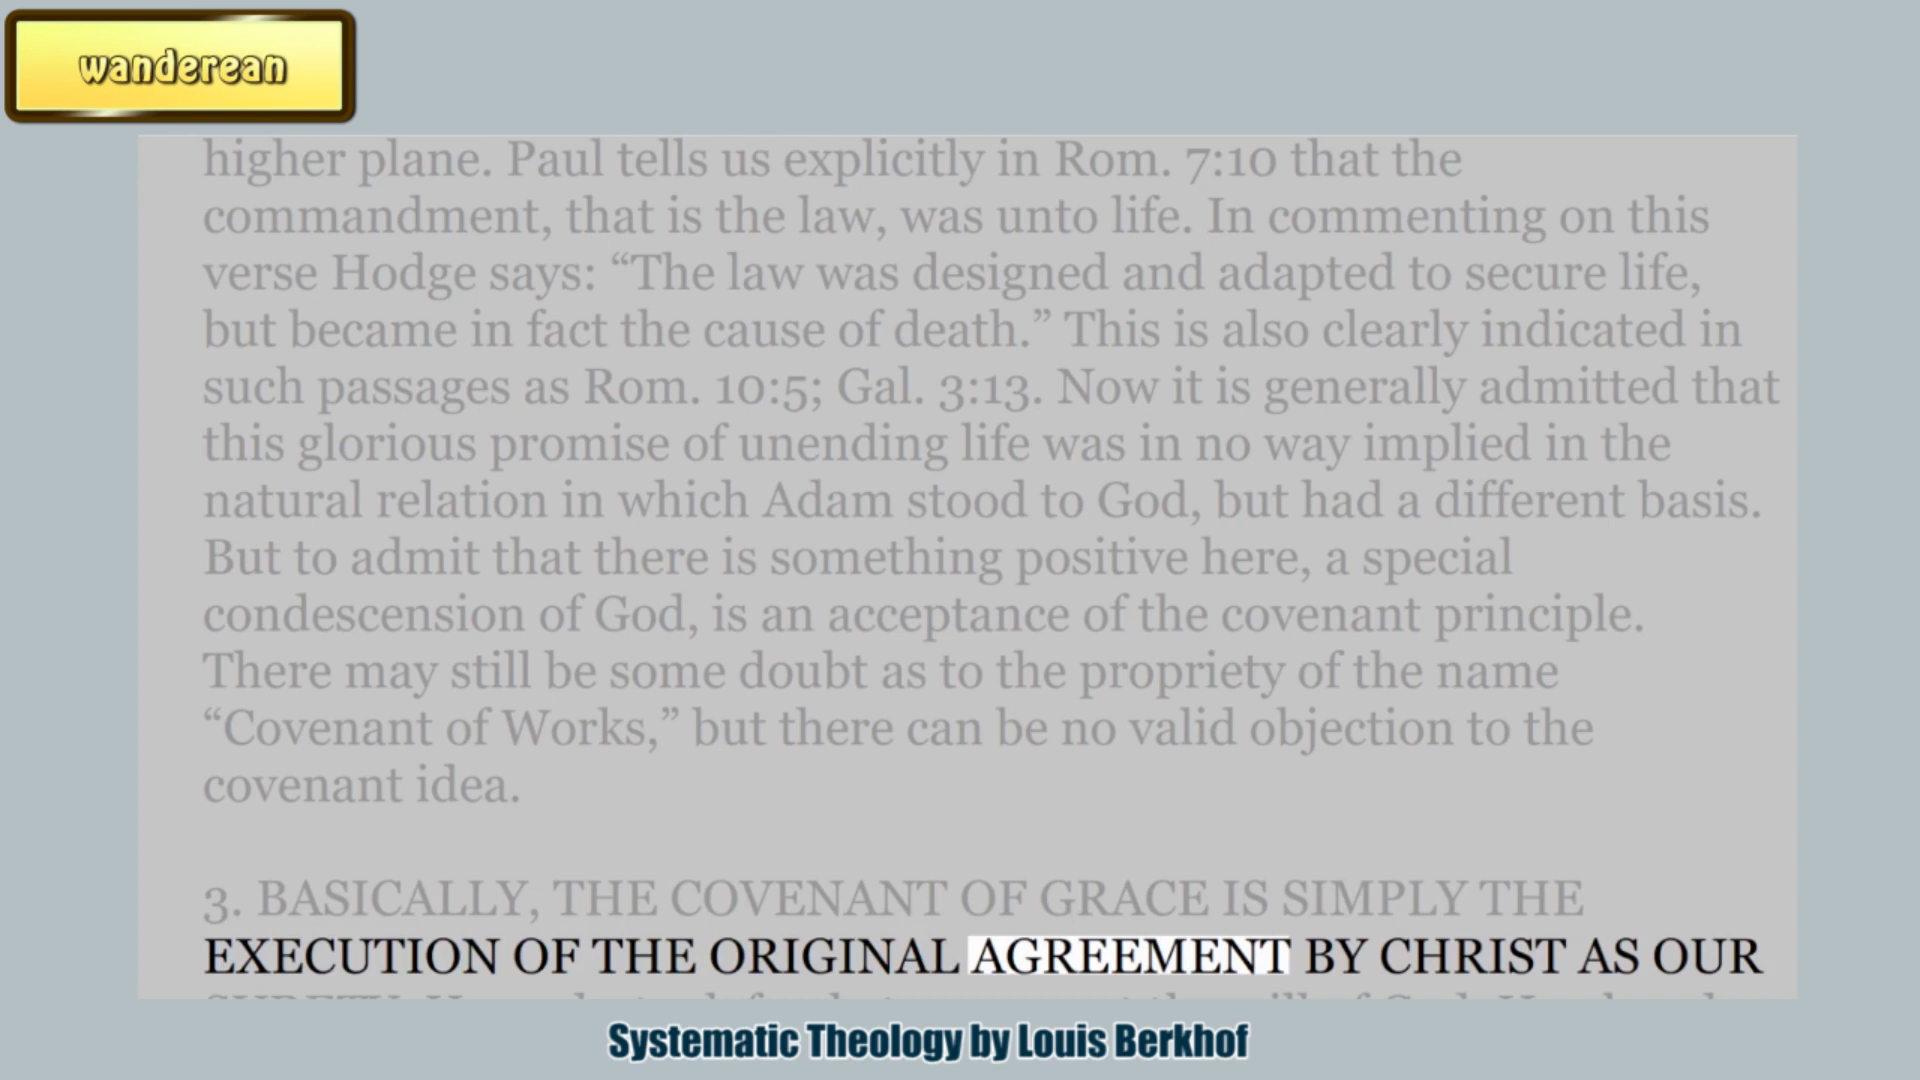 wanderean
higher plane. Paul tells us explicitly in Rom. 7:10 that the
commandment, that is the law, was unto life. In commenting on this
verse Hodge says: “The law was designed and adapted to secure life,
but became in fact the cause of death.” This is also clearly indicated in
such passages as Rom. 10:5; Gal. 3:13. Now it is generally admitted that
this glorious promise of unending life was in no way implied in the
natural relation in which Adam stood to God, but had a different basis.
But to admit that there is something positive here, a special
condescension of God, is an acceptance of the covenant principle.
There may still be some doubt as to the propriety of the name
“Covenant of Works,” but there can be no valid objection to the
covenant idea.
3. BASICALLY, THE COVENANT OF GRACE IS SIMPLY THE
EXECUTION OF THE ORIGINAL AGREEMENT BY CHRIST AS OUR
Systematic Theology by Louis Berkhof